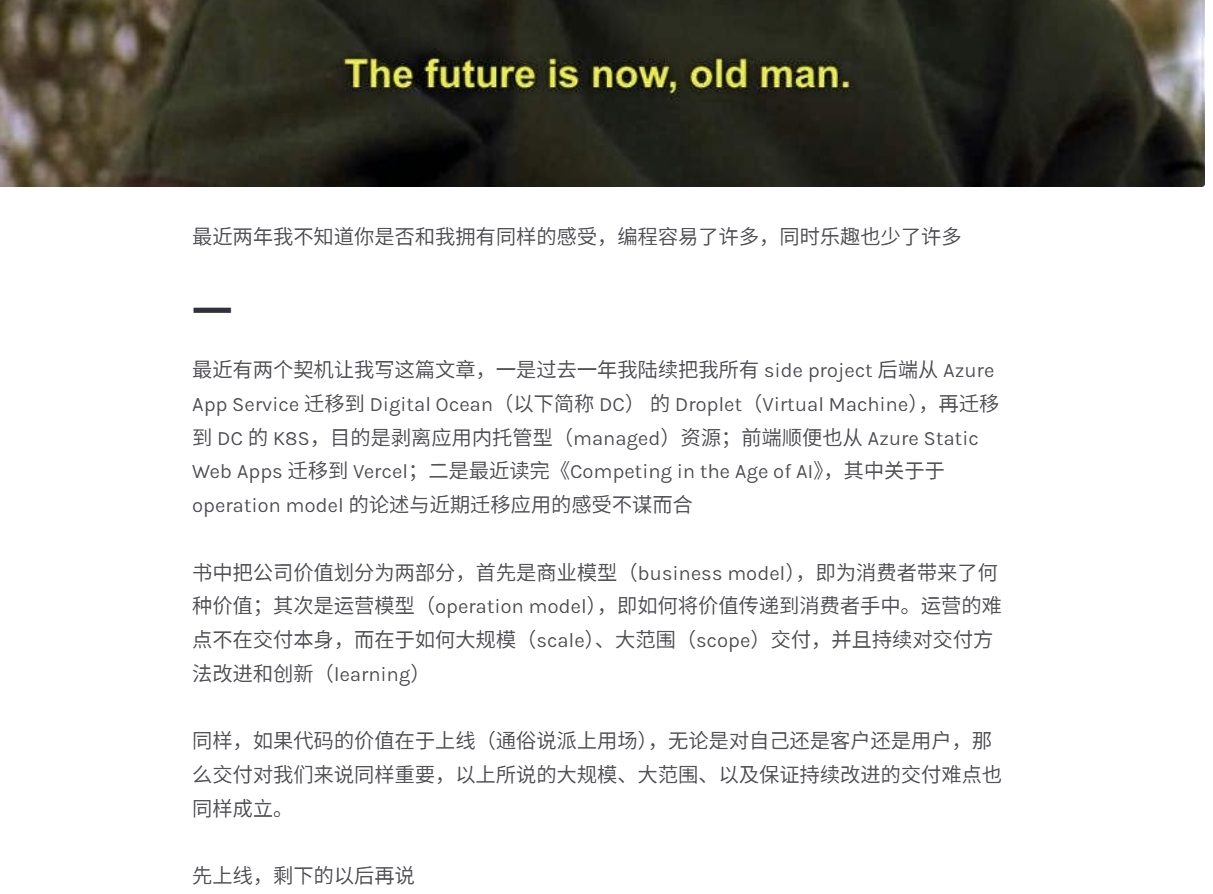 The future is now, old man.
最近两年我不知道你是否和我拥有同样的感受，编程容易了许多，同时乐趣也少了许多
最近有两个契机让我写这篇文章，一是过去一年我陆续把我所有 side project 后端从 Azure
App Service 迁移到 Digital Ocean（以下简称 DC） 的 Droplet（Virtual Machine），再迁移
到 DC 的 K8S，目的是剥离应用内托管型（managed）资源；前端顺便也从 Azure Static
Web Apps 迁移到 Vercel；二是最近读完《Competing in the Age of AI》，其中关于于
operation model 的论述与近期迁移应用的感受不谋而合
书中把公司价值划分为两部分，首先是商业模型（business model），即为消费者带来了何
种价值；其次是运营模型（operation model），即如何将价值传递到消费者手中。运营的难
点不在交付本身，而在于如何大规模（scale）、大范围（scope）交付，并且持续对交付方
法改进和创新（learning）
同样，如果代码的价值在于上线（通俗说派上用场），无论是对自己还是客户还是用户，那
么交付对我们来说同样重要，以上所说的大规模、大范围、以及保证持续改进的交付难点也
同样成立。
先上线，剩下的以后再说